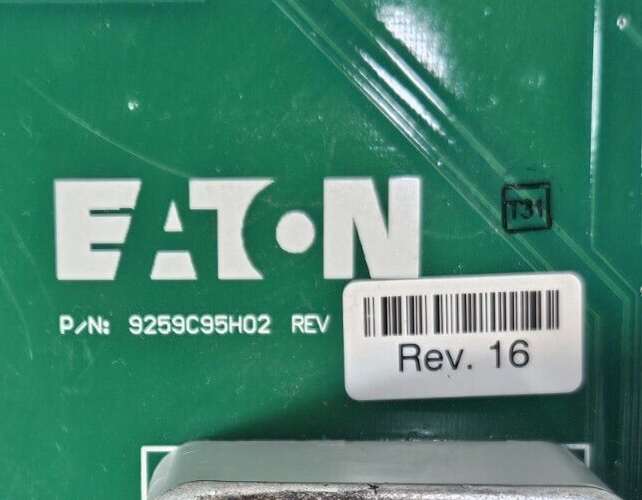 EATON
T31
P/N: 9259C95H02 REV
Rev. 16